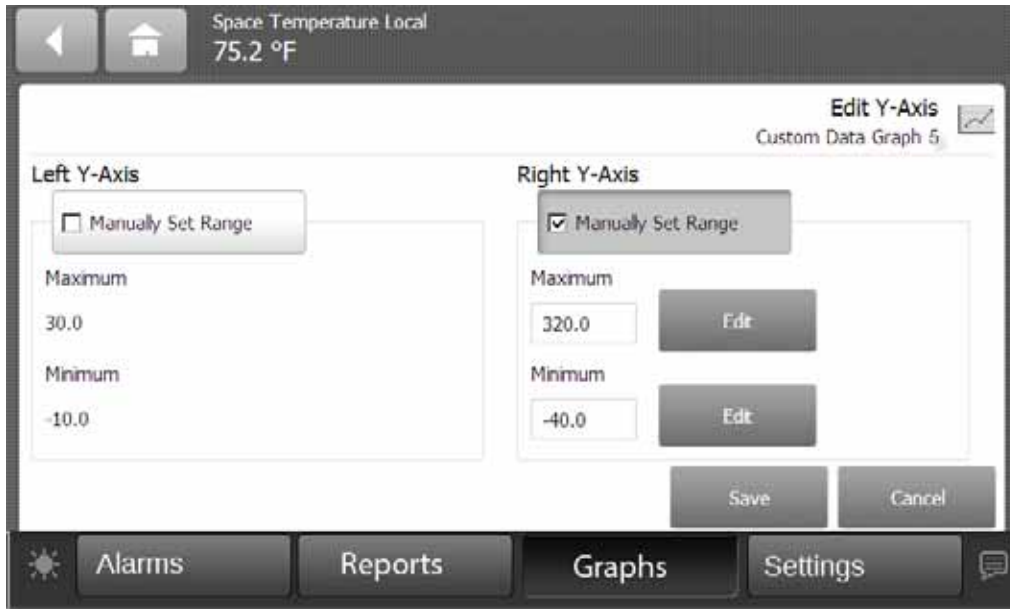 Space Temperature Local
75.2 °F
Edit Y-Axis
Custom Data Graph 5
Left Y-Axis
Manually Set Range
Maximum
30.0
Minimum
-10.0
Right Y-Axis
Manually Set Range
Maximum
320.0
Edit
Minimum
-40.0
Edit
Save
Cancel
Alarms
Reports
Graphs
Settings